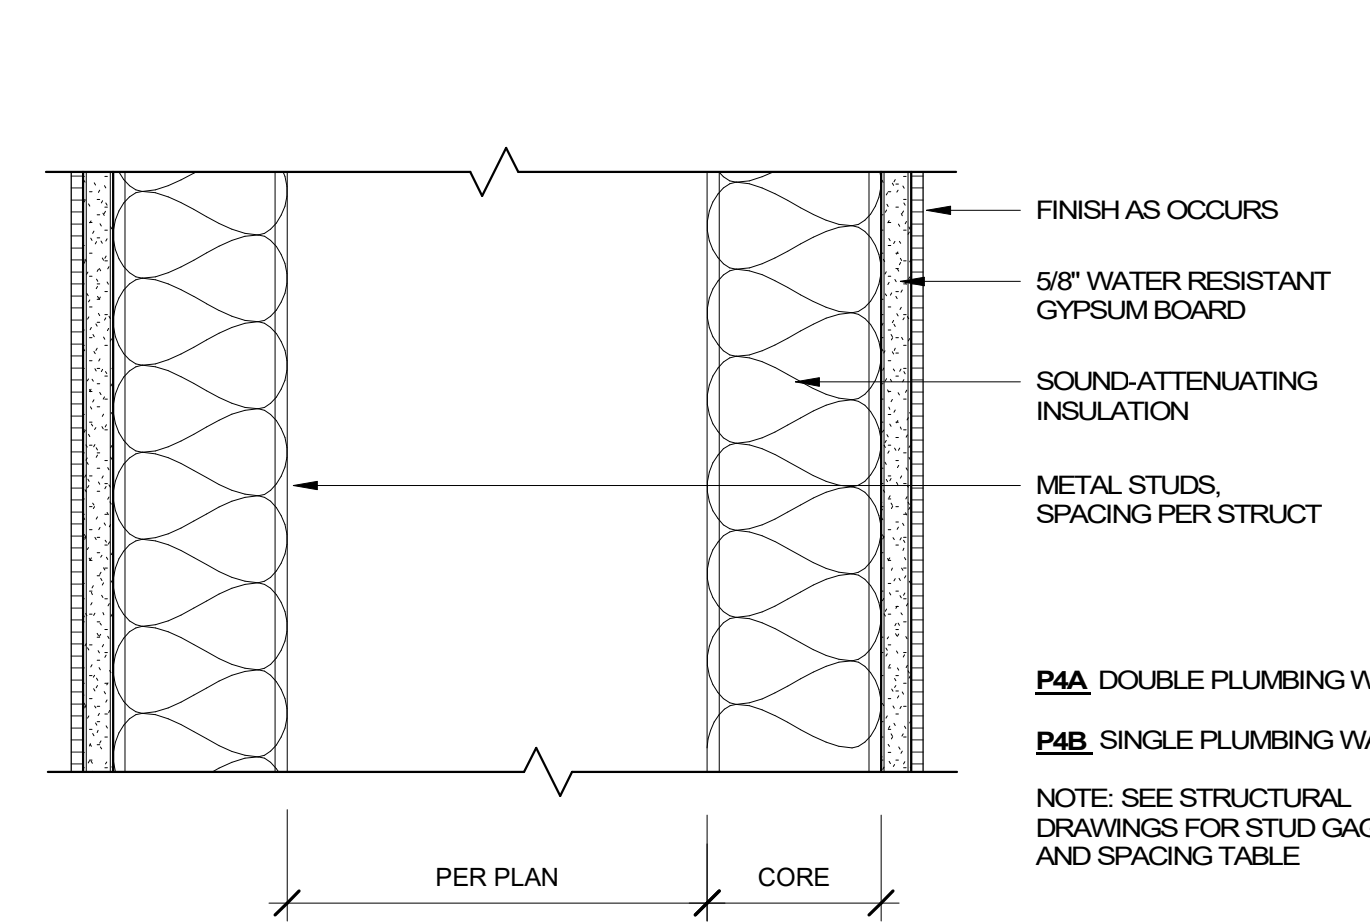 FINISH AS OCCURS
5/8" WATER RESISTANT
GYPSUM BOARD
SOUND-ATTENUATING
INSULATION
METAL STUDS,
SPACING PER STRUCT
P4A DOUBLE PLUMBING
P4B SINGLE PLUMBING
NOTE: SEE STRUCTURAL
DRAWINGS FOR STUD
AND SPACING TABLE
PER PLAN
CORE